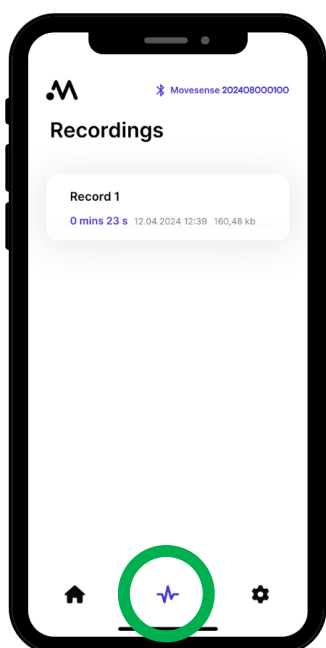 Movesense 202408000100
Recordings
Record 1
0 mins 23 s 12.04.2024 12:39 160,48 kb